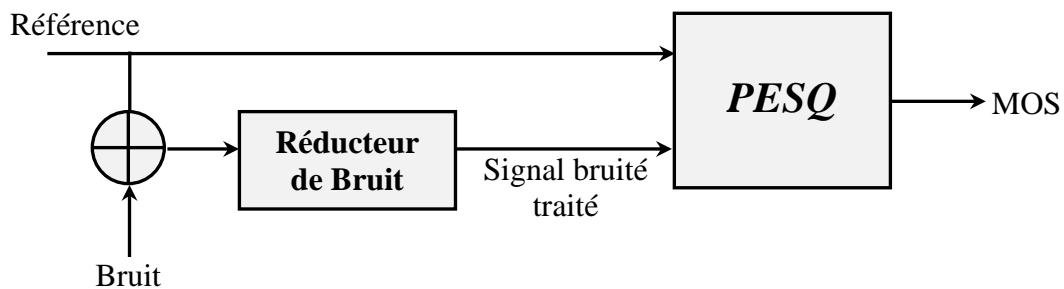 Référence
PESQ
MOS
Réducteur
de Bruit
Signal bruité
traité
Bruit